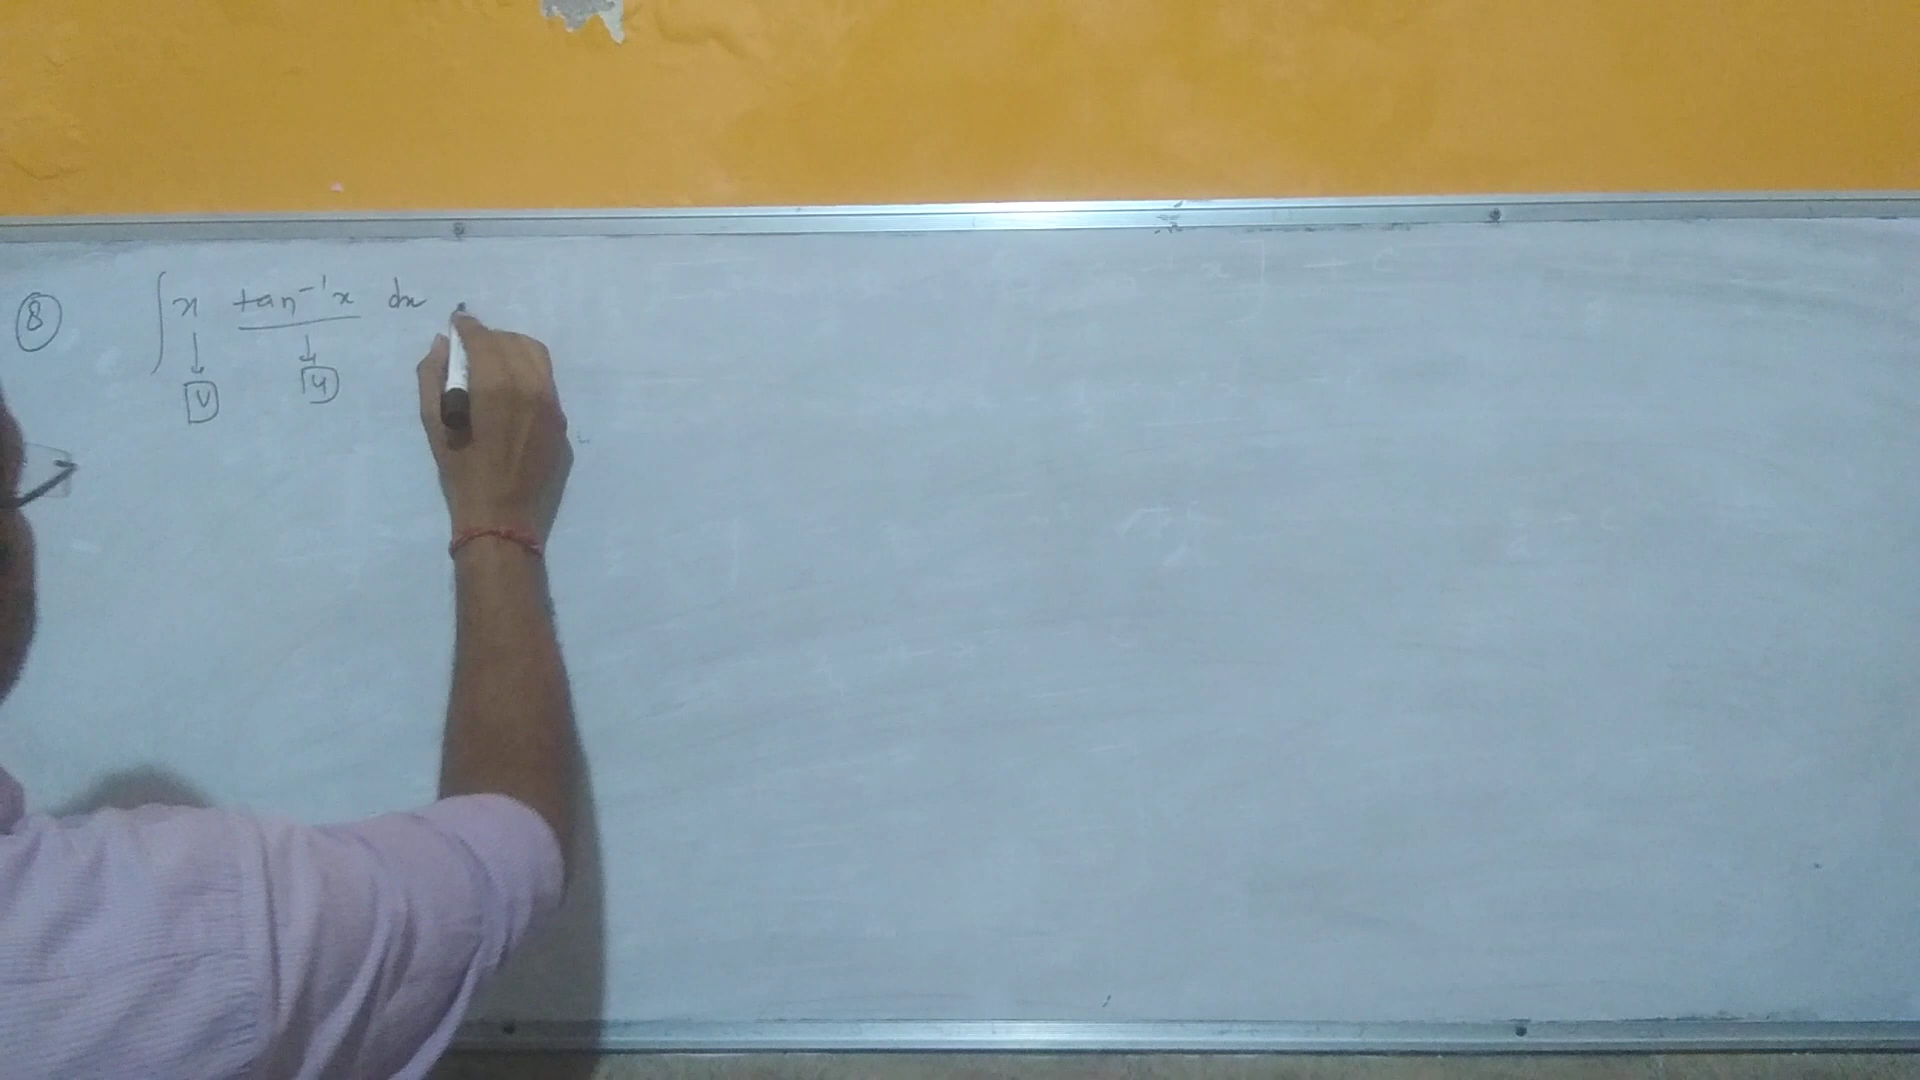 ⑧ ∫ x tan⁻¹x dx
↓ ↓
v u